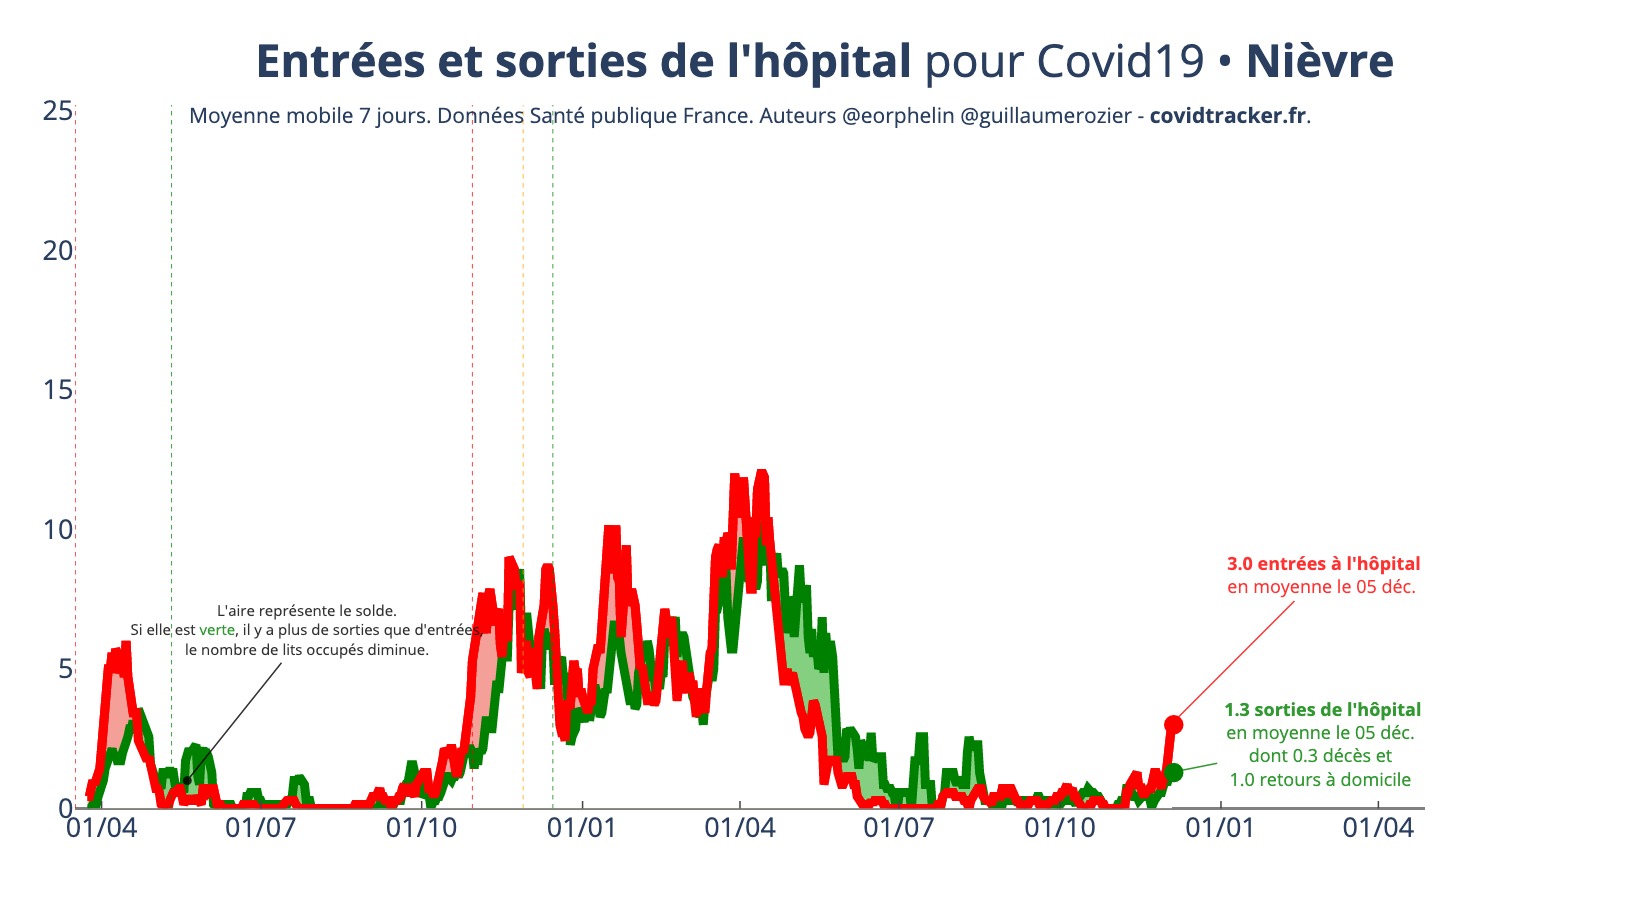 Entrées et sorties de l'hôpital pour Covid19 • Nièvre
Moyenne mobile 7 jours. Données Santé publique France. Auteurs @eorphelin @guillaumerozier - covidtracker.fr.
25
20
15
10
5
0
L'aire représente le solde.
Si elle est verte, il y a plus de sorties que d'entrées,
le nombre de lits occupés diminue.
3.0 entrées à l'hôpital
en moyenne le 05 déc.
1.3 sorties de l'hôpital
en moyenne le 05 déc.
dont 0.3 décès et
1.0 retours à domicile
01/04 01/07 01/10 01/01 01/04 01/07 01/10 01/01 01/04